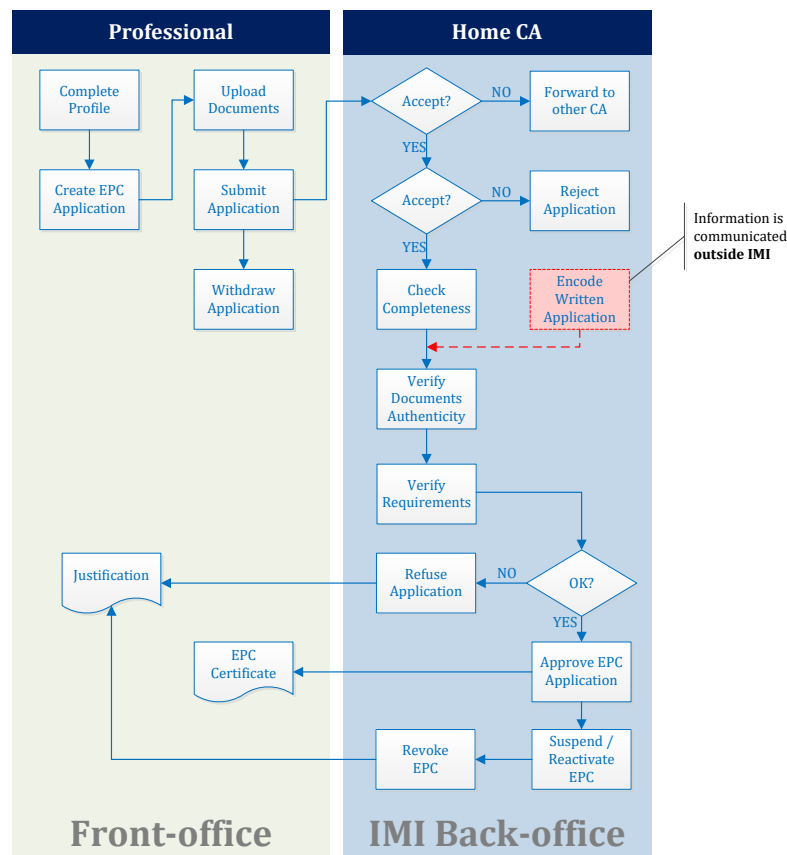 Professional
Home CA
Complete
Profile
Upload
Documents
Accept?
NO
Forward to
other CA
YES
Create EPC
Application
Submit
Application
Accept?
NO
Reject
Application
YES
Information is
communicated
outside IMI
Withdraw
Application
Check
Completeness
Encode
Written
Application
Verify
Documents
Authenticity
Verify
Requirements
Justification
Refuse
Application
NO
OK?
YES
EPC
Certificate
Approve EPC
Application
Revoke
EPC
Suspend /
Reactivate
EPC
Front-office
IMI Back-office